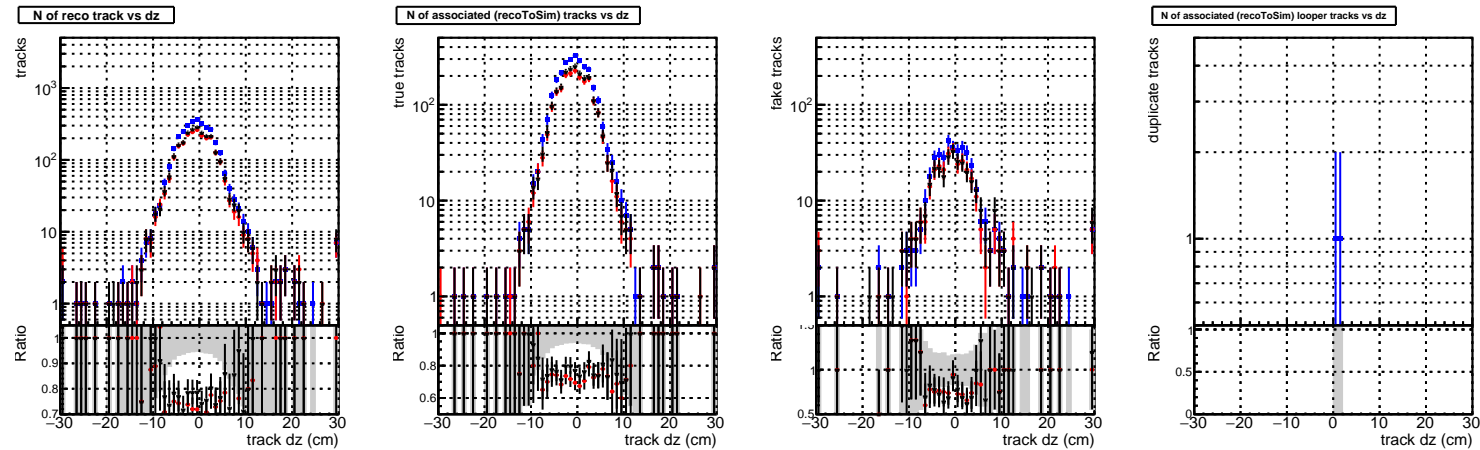 N of reco track vs dz
tracks
10³
10²
10
1
Ratio
1
0.9
0.8
0.7
−30 −20 −10 0 10 20 30
track dz (cm)
N of associated (recoToSim) tracks vs dz
true tracks
10²
10
1
Ratio
1
0.8
0.6
−30 −20 −10 0 10 20 30
track dz (cm)
fake tracks
10²
10
1
Ratio
1
0.5
−30 −20 −10 0 10 20 30
track dz (cm)
N of associated (recoToSim) looper tracks vs dz
duplicate tracks
1
Ratio
1
0.5
0
−30 −20 −10 0 10 20 30
track dz (cm)